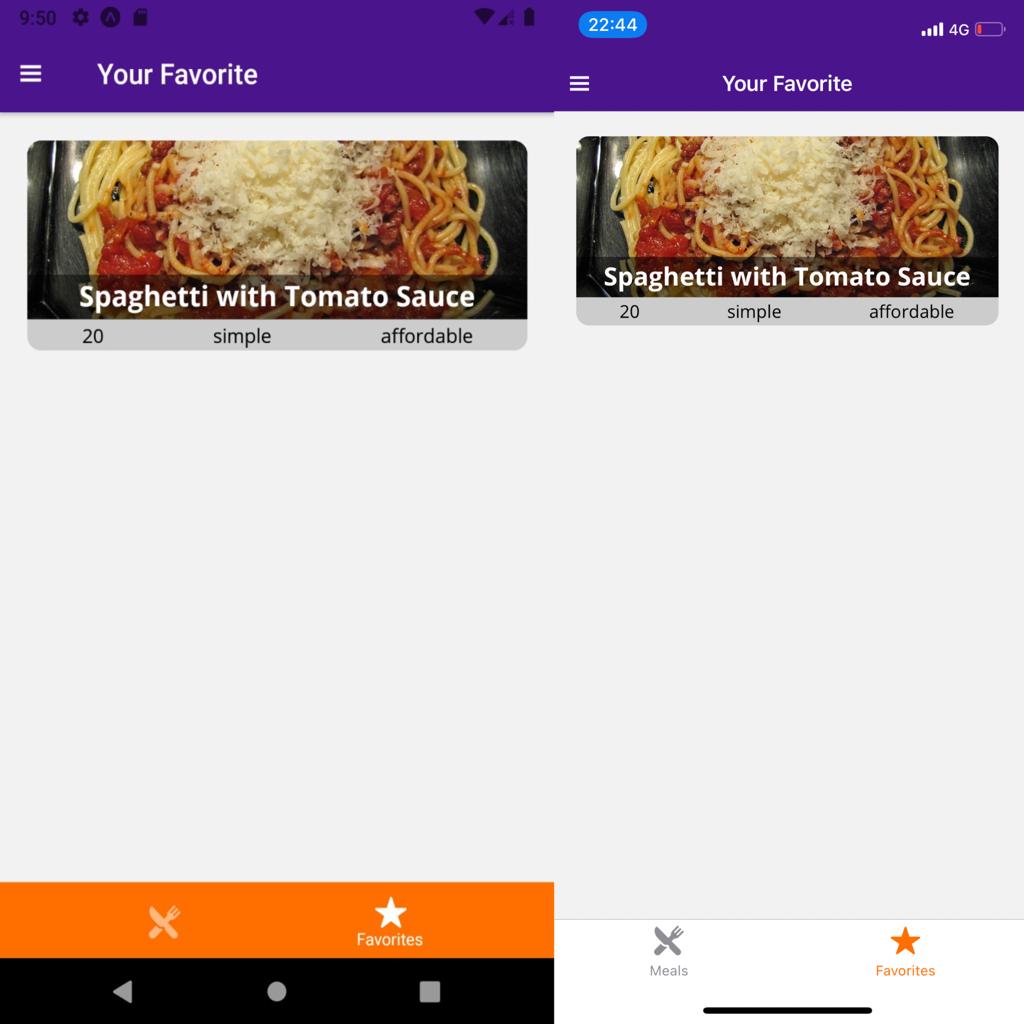 9:50
Your Favorite
Spaghetti with Tomato Sauce
20 simple affordable
Favorites
22:44
4G
Your Favorite
Spaghetti with Tomato Sauce
20 simple affordable
Meals Favorites